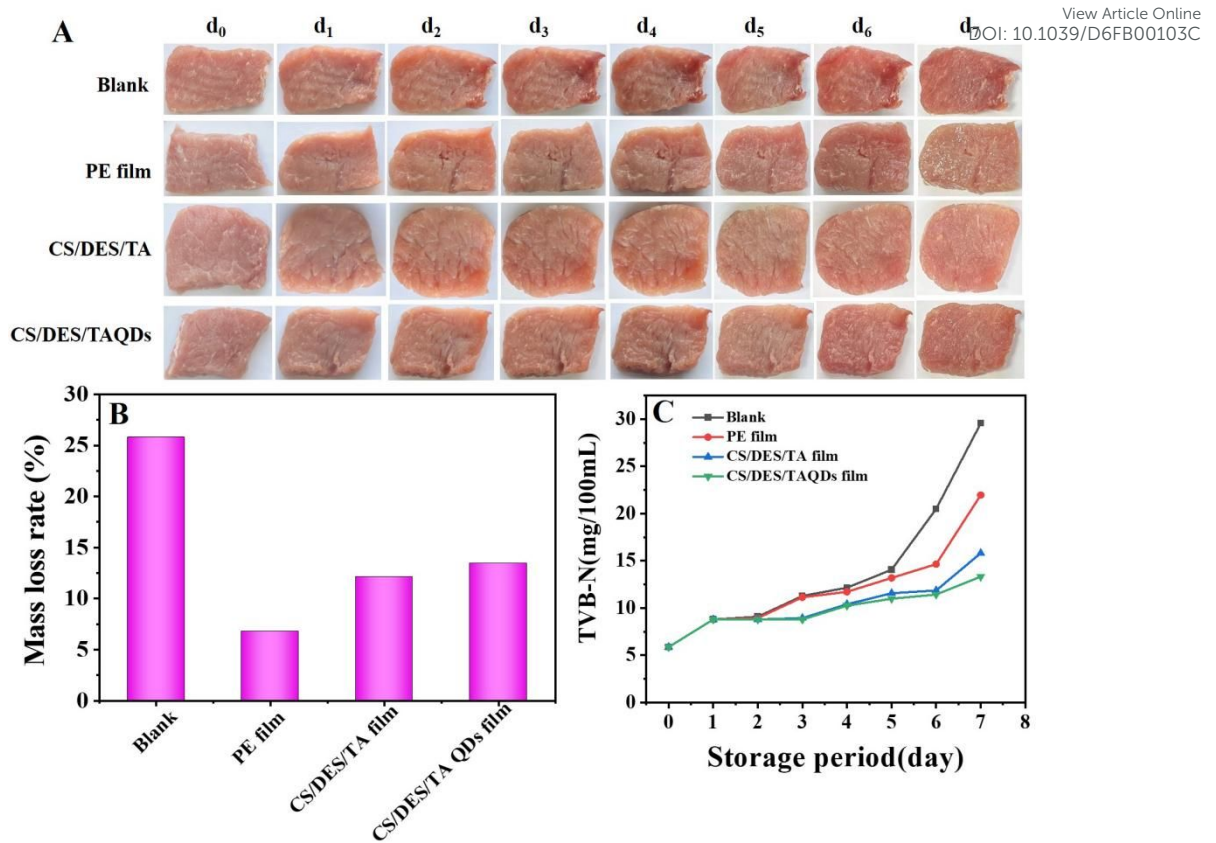 View Article Online
DOI: 10.1039/D6FB00103C
A
d0 d1 d2 d3 d4 d5 d6 d7
Blank
PE film
CS/DES/TA
CS/DES/TAQDs
B
Mass loss rate (%)
30
25
20
15
10
5
0
Blank
PE film
CS/DES/TA film
CS/DES/TA QDs film
C
TVB-N(mg/100mL)
30
25
20
15
10
5
0
Blank
PE film
CS/DES/TA film
CS/DES/TAQDs film
0 1 2 3 4 5 6 7 8
Storage period(day)